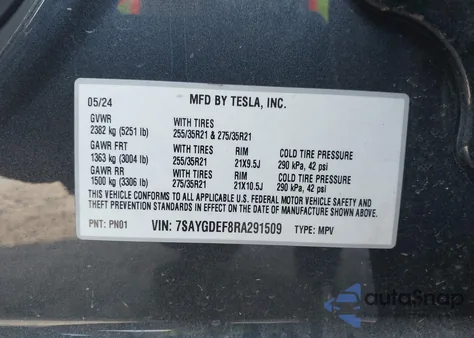 05/24 MFD BY TESLA, INC.
GVWR WITH TIRES
2382 kg (5251 lb) 255/35R21 & 275/35R21
GAWR FRT WITH TIRES RIM COLD TIRE PRESSURE
1363 kg (3004 lb) 255/35R21 21X9.5J 290 kPa, 42 psi
GAWR RR WITH TIRES RIM COLD TIRE PRESSURE
1500 kg (3306 lb) 275/35R21 21X10.5J 290 kPa, 42 psi
THIS VEHICLE CONFORMS TO ALL APPLICABLE U.S. FEDERAL MOTOR VEHICLE SAFETY AND
THEFT PREVENTION STANDARDS IN EFFECT ON THE DATE OF MANUFACTURE SHOWN ABOVE.
PNT: PN01 VIN: 7SAYGDEF8RA291509 TYPE: MPV
autoSnap